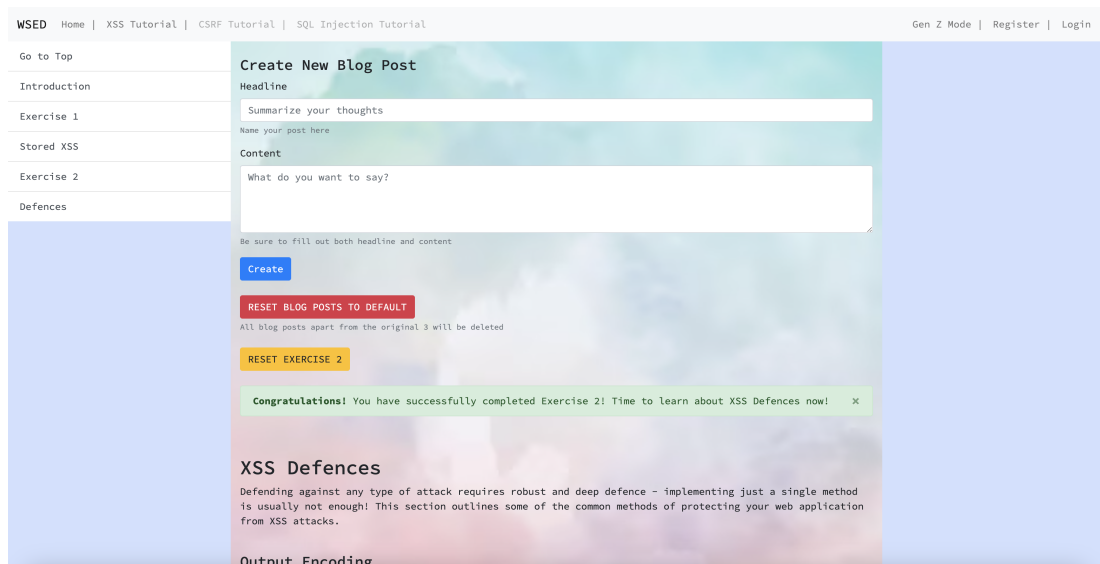 WSED Home | XSS Tutorial | CSRF Tutorial | SQL Injection Tutorial Gen Z Mode | Register | Login
Go to Top
Introduction
Exercise 1
Stored XSS
Exercise 2
Defences
Create New Blog Post
Headline
Summarize your thoughts
Name your post here
Content
What do you want to say?
Be sure to fill out both headline and content
Create
RESET BLOG POSTS TO DEFAULT
All blog posts apart from the original 3 will be deleted
RESET EXERCISE 2
Congratulations! You have successfully completed Exercise 2! Time to learn about XSS Defences now! ×
XSS Defences
Defending against any type of attack requires robust and deep defence - implementing just a single method
is usually not enough! This section outlines some of the common methods of protecting your web application
from XSS attacks.
Output Encoding